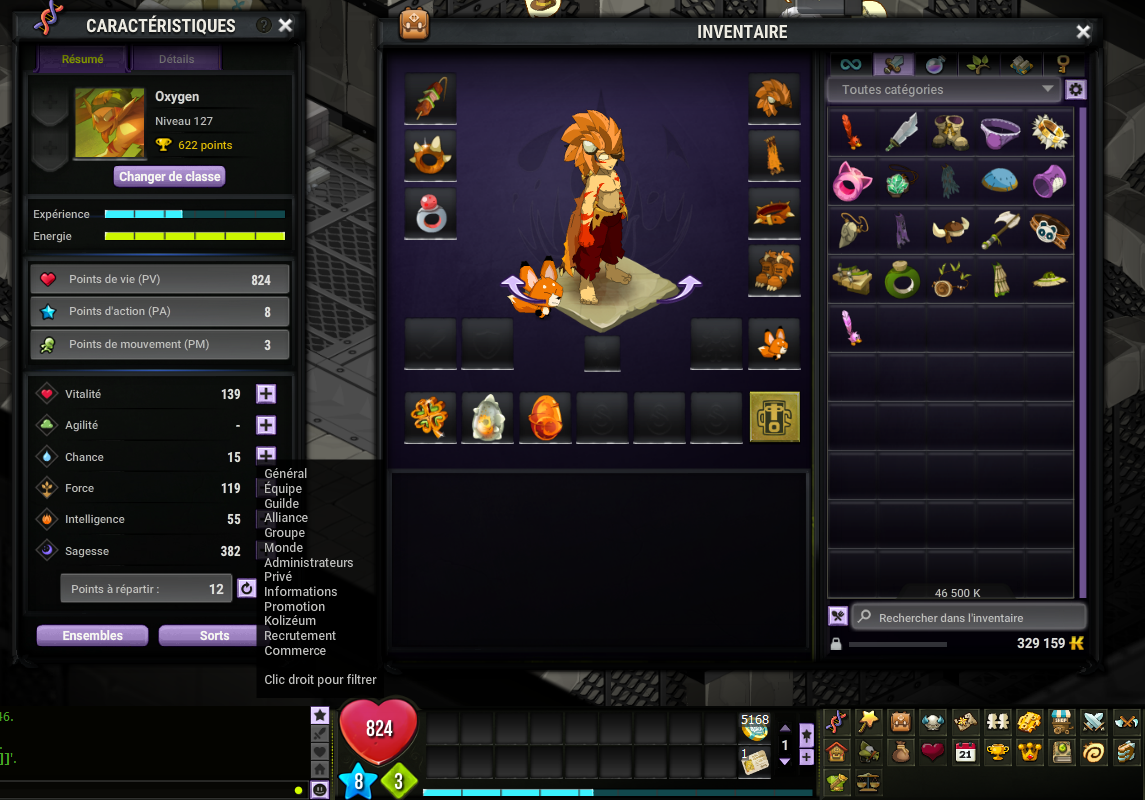 CARACTÉRISTIQUES
?
Résumé
Détails
Oxygen
Niveau 127
622 points
Changer de classe
Expérience
Energie
Points de vie (PV) 824
Points d'action (PA) 8
Points de mouvement (PM) 3
Vitalité 139
Agilité -
Chance 15
Force 119
Intelligence 55
Sagesse 382
Points à répartir : 12
Ensembles
Sorts
Général
Équipe
Guilde
Alliance
Groupe
Monde
Administrateurs
Privé
Informations
Promotion
Kolizéum
Recrutement
Commerce
Clic droit pour filtrer
INVENTAIRE
Toutes catégories
46 500 K
Rechercher dans l'inventaire
329 159 K
46.
]]'.
824
8
3
5168
1
1
21